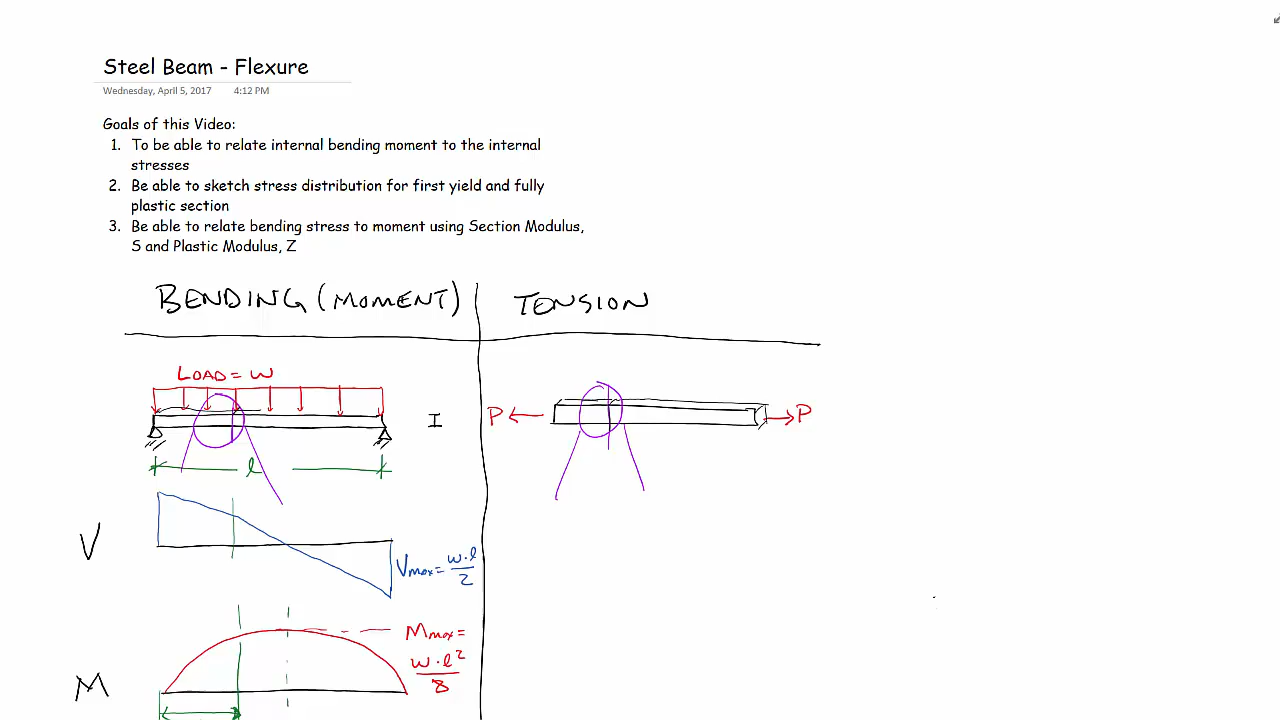 Steel Beam - Flexure
Wednesday, April 5, 2017 4:12 PM
Goals of this Video:
1. To be able to relate internal bending moment to the internal
stresses
2. Be able to sketch stress distribution for first yield and fully
plastic section
3. Be able to relate bending stress to moment using Section Modulus,
S and Plastic Modulus, Z
BENDING (MOMENT) TENSION
LOAD = W
P P
I
l
V
Vmax = w·l
2
Mmax =
w·l²
8
M